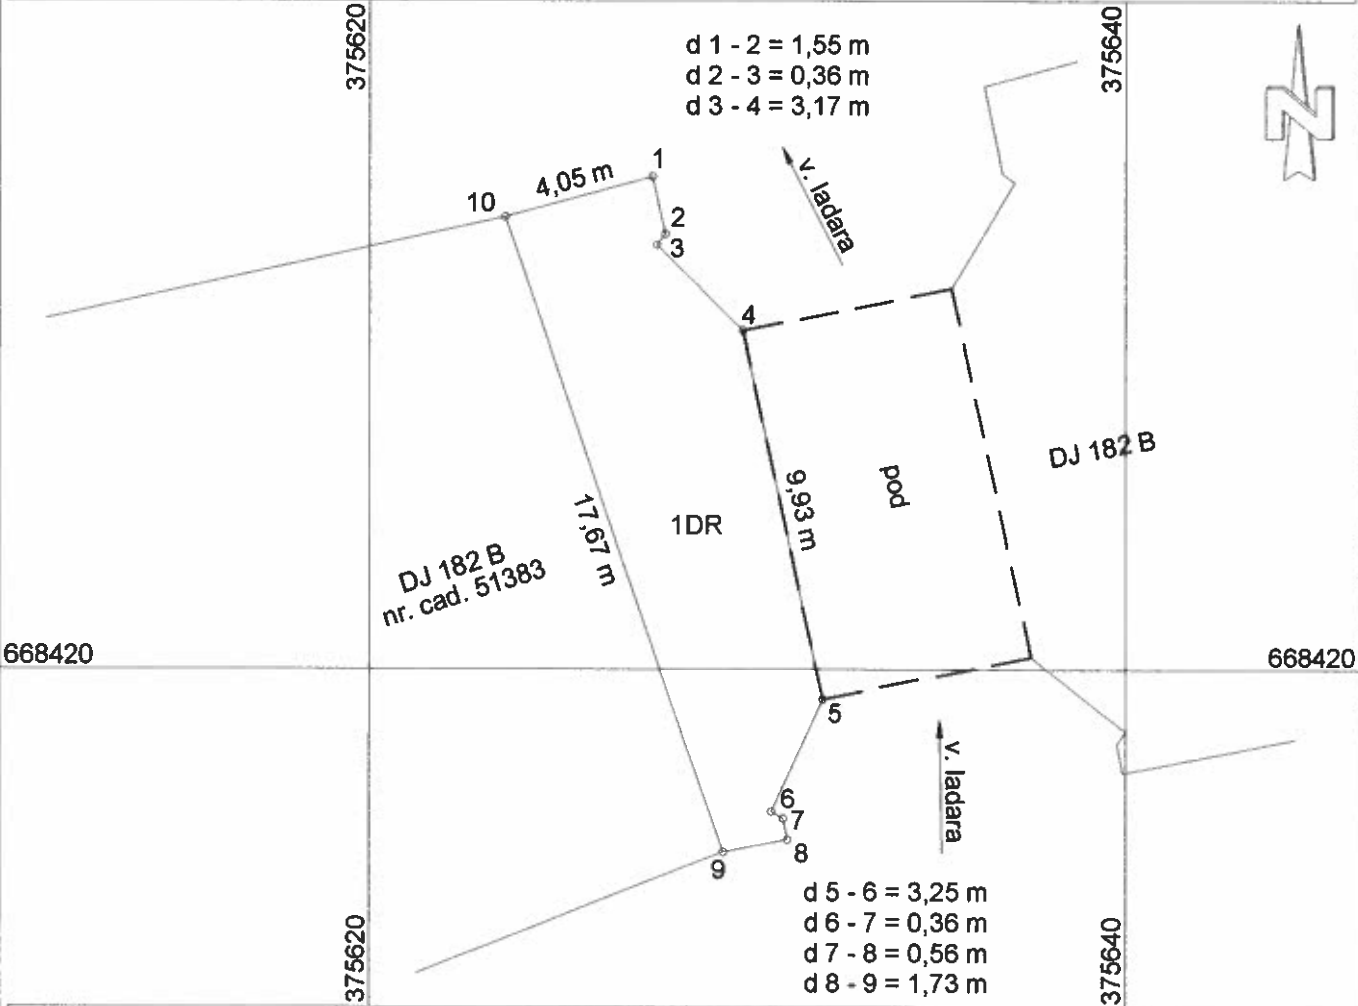 375620
375640
d 1 - 2 = 1,55 m
d 2 - 3 = 0,36 m
d 3 - 4 = 3,17 m
N
1
4,05 m
10
v. ladara
2
3
4
DJ 182 B
9,93 m
pod
17,67 m
1DR
DJ 182 B
nr. cad. 51383
668420
668420
5
v. ladara
6
7
8
9
d 5 - 6 = 3,25 m
d 6 - 7 = 0,36 m
d 7 - 8 = 0,56 m
d 8 - 9 = 1,73 m
375620
375640